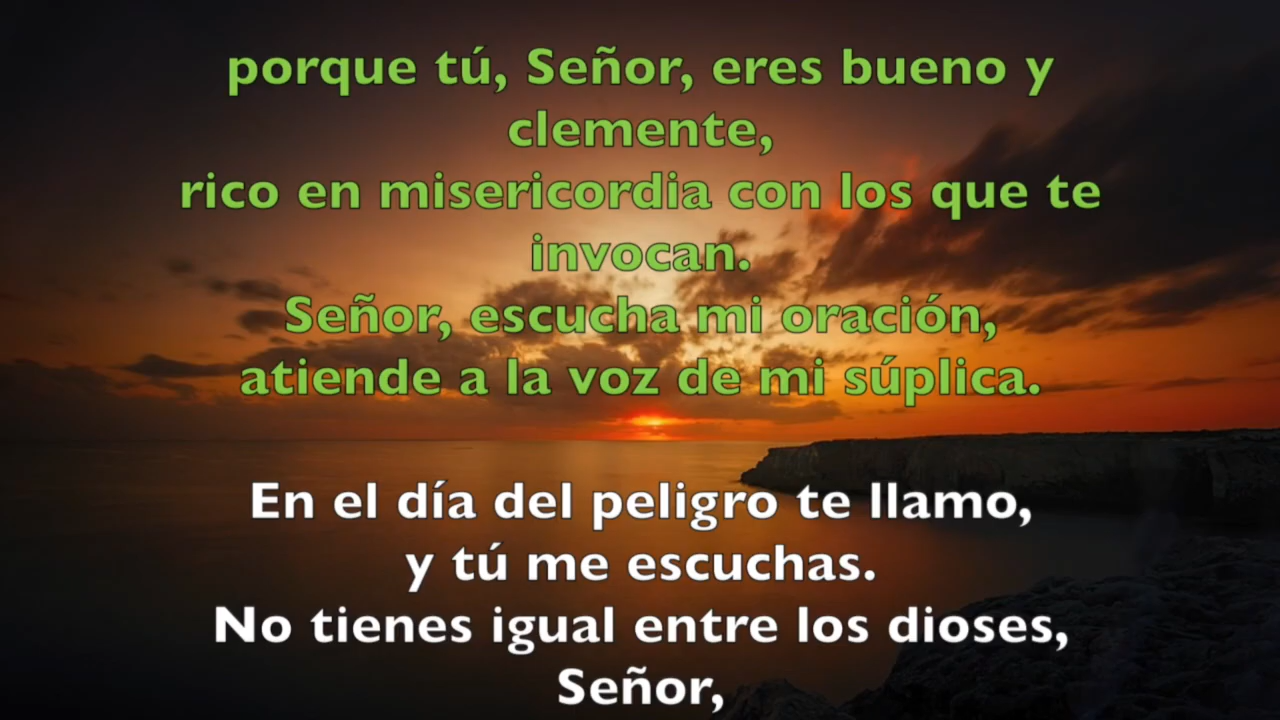 porque tú, Señor, eres bueno y
clemente,
rico en misericordia con los que te
invocan.
Señor, escucha mi oración,
atiende a la voz de mi súplica.
En el día del peligro te llamo,
y tú me escuchas.
No tienes igual entre los dioses,
Señor,